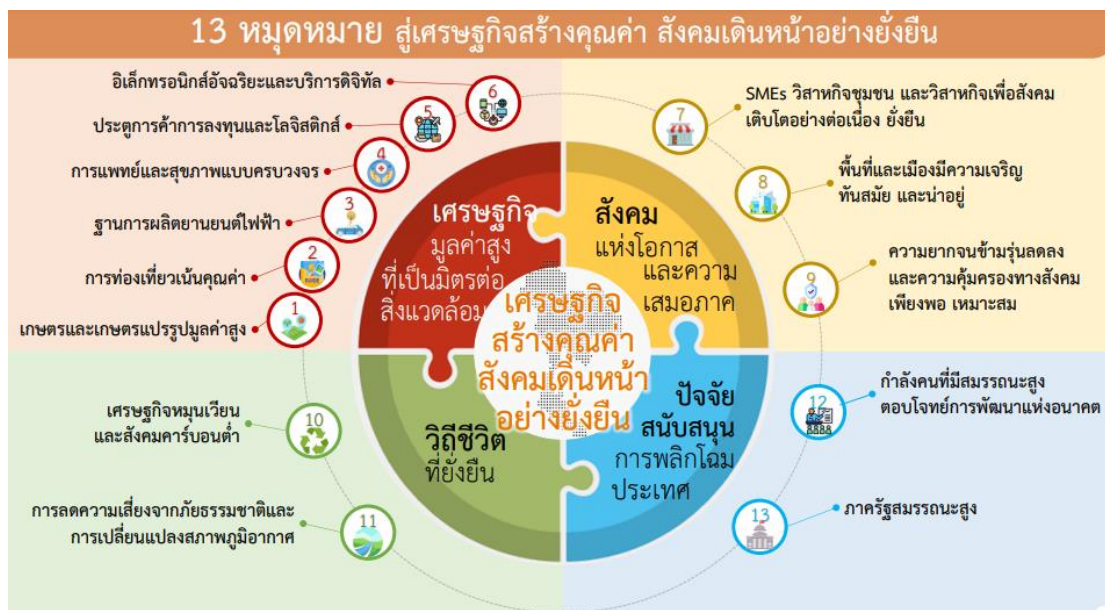 13 หมุดหมาย สู่เศรษฐกิจสร้างคุณค่า สังคมเดินหน้าอย่างยั่งยืน
อิเล็กทรอนิกส์อัจฉริยะและบริการดิจิทัล
6
ประตูการค้าการลงทุนและโลจิสติกส์
5
การแพทย์และสุขภาพแบบครบวงจร
4
ฐานการผลิตยานยนต์ไฟฟ้า
3
การท่องเที่ยวเน้นคุณค่า
2
เกษตรและเกษตรแปรรูปมูลค่าสูง
1
เศรษฐกิจ
มูลค่าสูง
ที่เป็นมิตรต่อ
สิ่งแวดล้อม
7
SMEs วิสาหกิจชุมชน และวิสาหกิจเพื่อสังคม
เติบโตอย่างต่อเนื่อง ยั่งยืน
8
พื้นที่และเมืองมีความเจริญ
ทันสมัย และน่าอยู่
9
ความยากจนข้ามรุ่นลดลง
และความคุ้มครองทางสังคม
เพียงพอ เหมาะสม
สังคม
แห่งโอกาส
และความ
เสมอภาค
เศรษฐกิจ
สร้างคุณค่า
สังคมเดินหน้า
อย่างยั่งยืน
เศรษฐกิจหมุนเวียน
และสังคมคาร์บอนต่ำ
10
การลดความเสี่ยงจากภัยธรรมชาติและ
การเปลี่ยนแปลงสภาพภูมิอากาศ
11
วิถีชีวิต
ที่ยั่งยืน
ปัจจัย
สนับสนุน
การพลิกโฉม
ประเทศ
12
กำลังคนที่มีสมรรถนะสูง
ตอบโจทย์การพัฒนาแห่งอนาคต
13
ภาครัฐสมรรถนะสูง